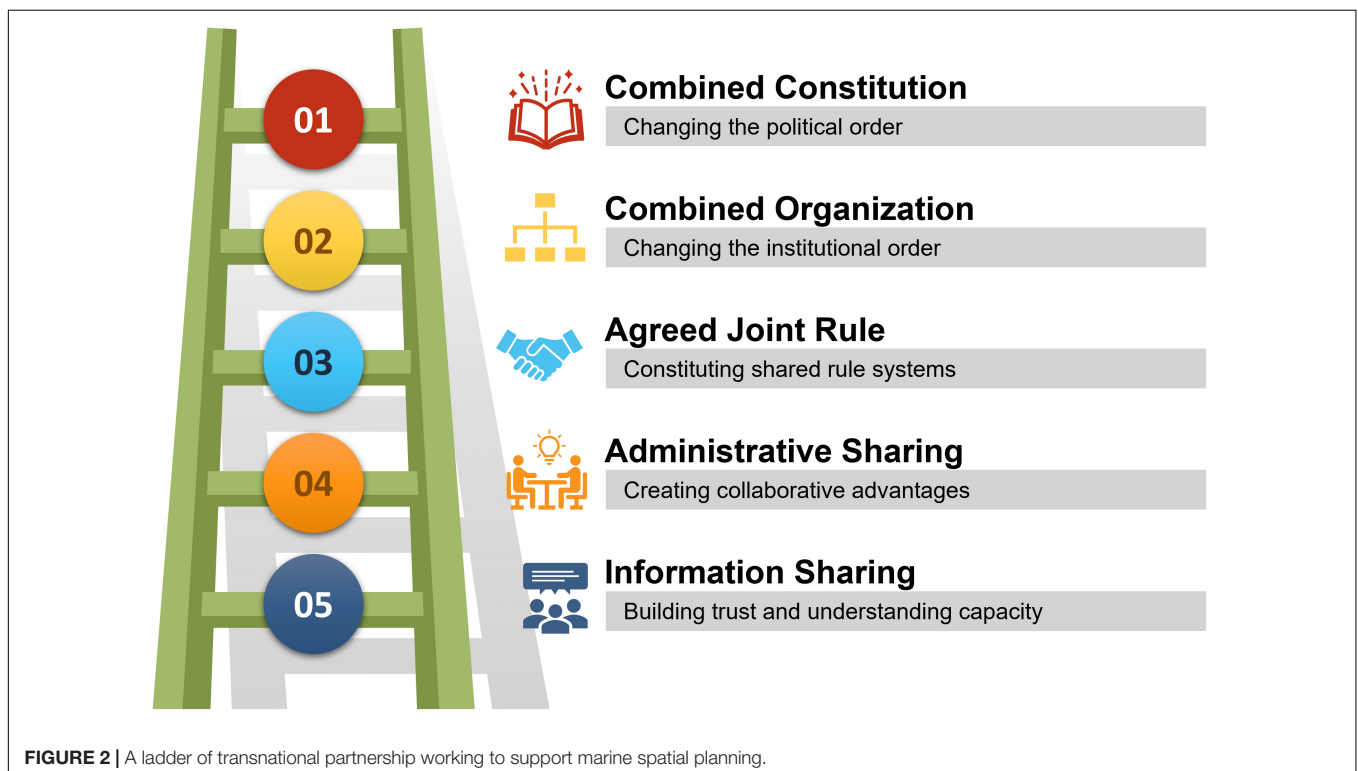 01
Combined Constitution
Changing the political order
02
Combined Organization
Changing the institutional order
03
Agreed Joint Rule
Constituting shared rule systems
04
Administrative Sharing
Creating collaborative advantages
05
Information Sharing
Building trust and understanding capacity
FIGURE 2 | A ladder of transnational partnership working to support marine spatial planning.